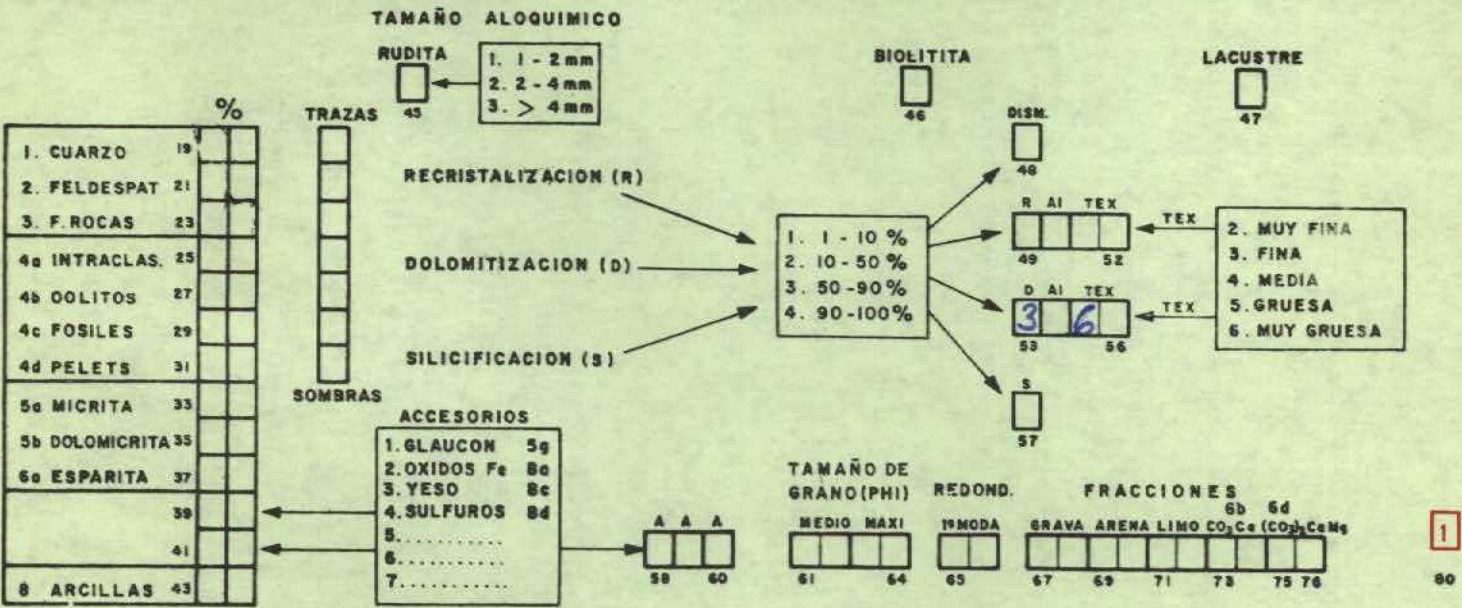 TAMAÑO ALOQUIMICO
RUDITA
45
1. 1 - 2 mm
2. 2 - 4 mm
3. > 4 mm
BIOLITITA
46
LACUSTRE
47
%
1. CUARZO 19
2. FELDESPAT 21
3. F. ROCAS 23
4a INTRACLAS. 25
4b OOLITOS 27
4c FOSILES 29
4d PELETS 31
5a MICRITA 33
5b DOLOMICRITA 35
6a ESPARITA 37
39
41
8 ARCILLAS 43
TRAZAS
SOMBRAS
RECRISTALIZACION (R)
DOLOMITIZACION (D)
SILICIFICACION (S)
1. 1 - 10 %
2. 10 - 50 %
3. 50 - 90 %
4. 90 - 100 %
DISM.
48
R AI TEX
49 52
TEX
D AI TEX
3 6
53 56
TEX
2. MUY FINA
3. FINA
4. MEDIA
5. GRUESA
6. MUY GRUESA
S
57
ACCESORIOS
1. GLAUCON 5g
2. OXIDOS Fe 8a
3. YESO 8c
4. SULFUROS 8d
5. ..........
6. ..........
7. ..........
A A A
58 60
TAMAÑO DE
GRANO (PHI)
MEDIO MAXI
61 64
REDOND.
1ª MODA
65
FRACCIONES
6b 6d
GRAVA ARENA LIMO CO3Ca (CO3)2CaMg
67 69 71 73 75 76
1
80